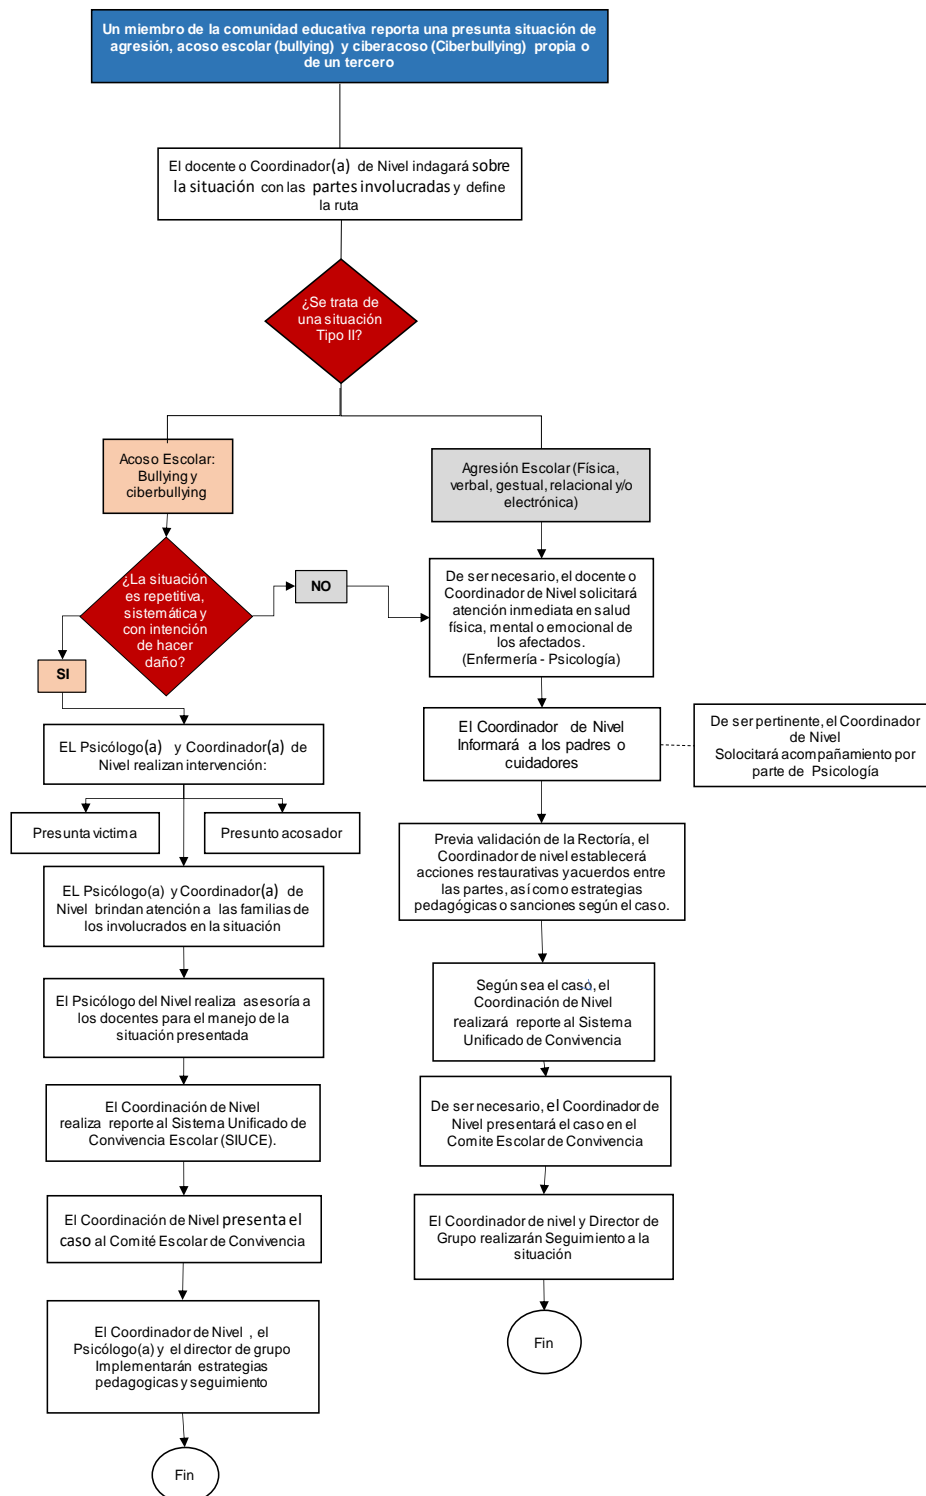 Un miembro de la comunidad educativa reporta una presunta situación de
agresión, acoso escolar (bullying) y ciberacoso (Ciberbullying) propia o
de un tercero
El docente o Coordinador(a) de Nivel indagará sobre
la situación con las partes involucradas y define
la ruta
¿Se trata de
una situación
Tipo II?
Acoso Escolar:
Bullying y
ciberbullying
Agresión Escolar (Física,
verbal, gestual, relacional y/o
electrónica)
¿La situación
es repetitiva,
sistemática y
con intención
de hacer
daño?
NO
SI
De ser necesario, el docente o
Coordinador de Nivel solicitará
atención inmediata en salud
física, mental o emocional de
los afectados.
(Enfermería - Psicología)
EL Psicólogo(a) y Coordinador(a) de
Nivel realizan intervención:
El Coordinador de Nivel
Informará a los padres o
cuidadores
De ser pertinente, el Coordinador
de Nivel
Solocitará acompañamiento por
parte de Psicología
Presunta victima
Presunto acosador
Previa validación de la Rectoría, el
Coordinador de nivel establecerá
acciones restaurativas y acuerdos entre
las partes, así como estrategias
pedagógicas o sanciones según el caso.
EL Psicólogo(a) y Coordinador(a) de
Nivel brindan atención a las familias de
los involucrados en la situación
El Psicólogo del Nivel realiza asesoría a
los docentes para el manejo de la
situación presentada
Según sea el caso, el
Coordinación de Nivel
realizará reporte al Sistema
Unificado de Convivencia
El Coordinación de Nivel
realiza reporte al Sistema Unificado de
Convivencia Escolar (SIUCE).
De ser necesario, el Coordinador de
Nivel presentará el caso en el
Comite Escolar de Convivencia
El Coordinación de Nivel presenta el
caso al Comité Escolar de Convivencia
El Coordinador de nivel y Director de
Grupo realizarán Seguimiento a la
situación
El Coordinador de Nivel , el
Psicólogo(a) y el director de grupo
Implementarán estrategias
pedagogicas y seguimiento
Fin
Fin